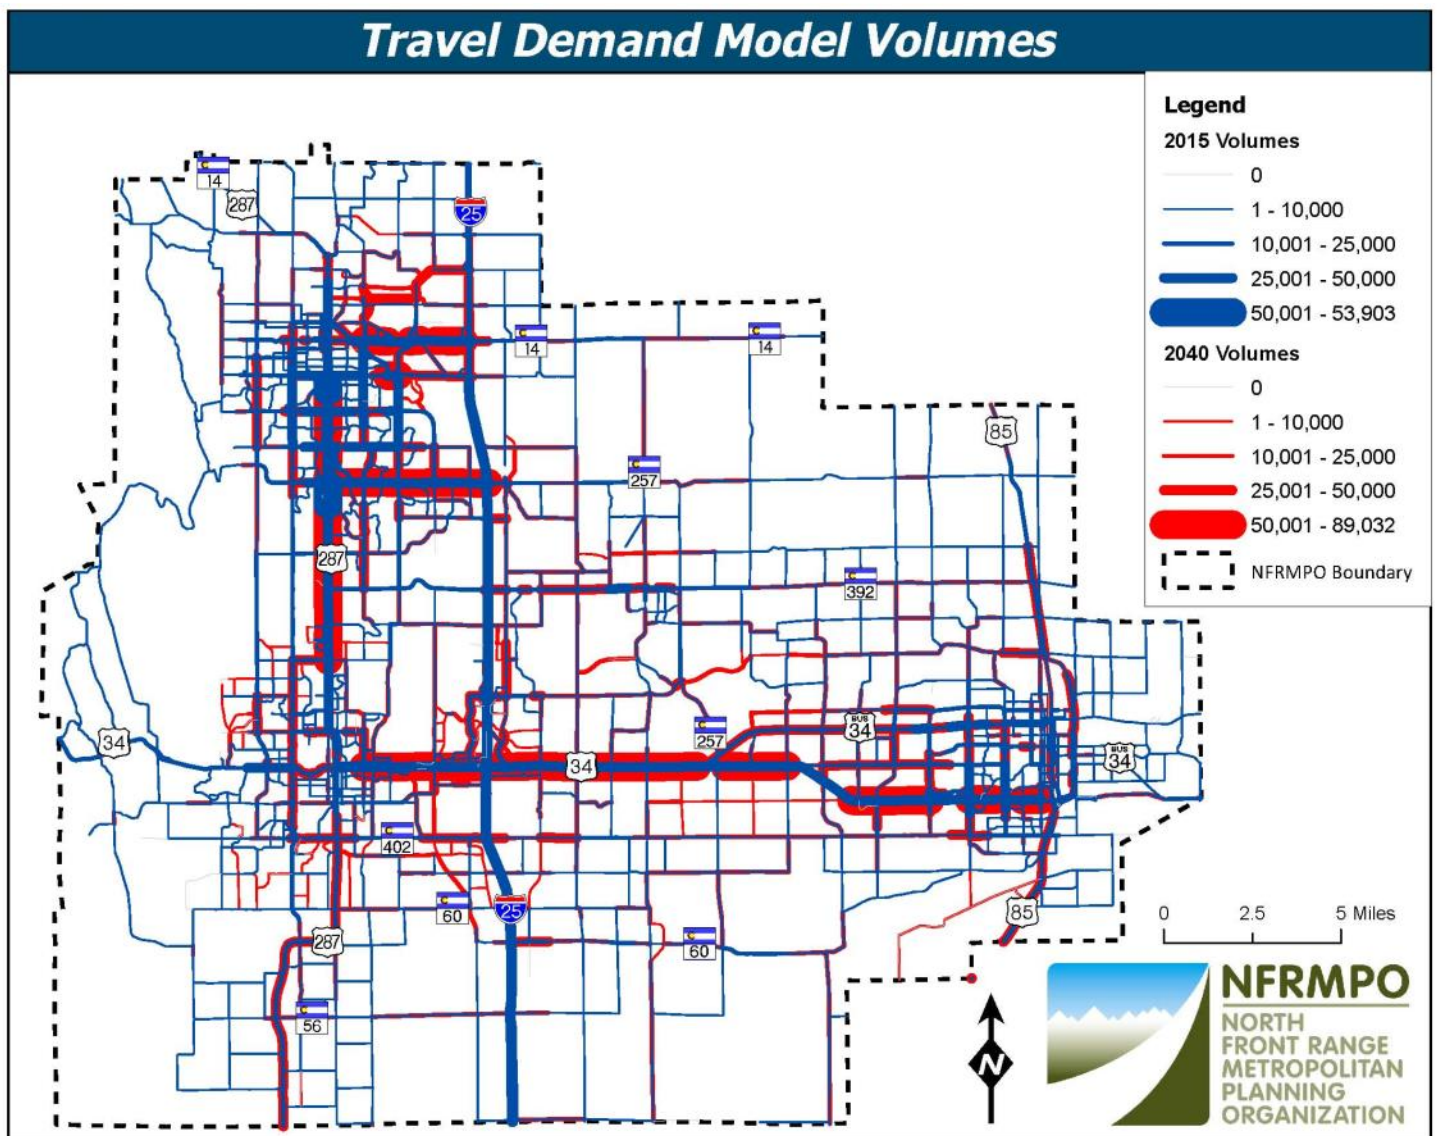 Travel Demand Model Volumes
Legend
2015 Volumes
0
1 - 10,000
10,001 - 25,000
25,001 - 50,000
50,001 - 53,903
2040 Volumes
0
1 - 10,000
10,001 - 25,000
25,001 - 50,000
50,001 - 89,032
NFRMPO Boundary
14
287
25
14
14
85
257
287
392
34
257
BUS
34
34
BUS
34
402
60
25
85
287
60
56
0 2.5 5 Miles
N
NFRMPO
NORTH
FRONT RANGE
METROPOLITAN
PLANNING
ORGANIZATION